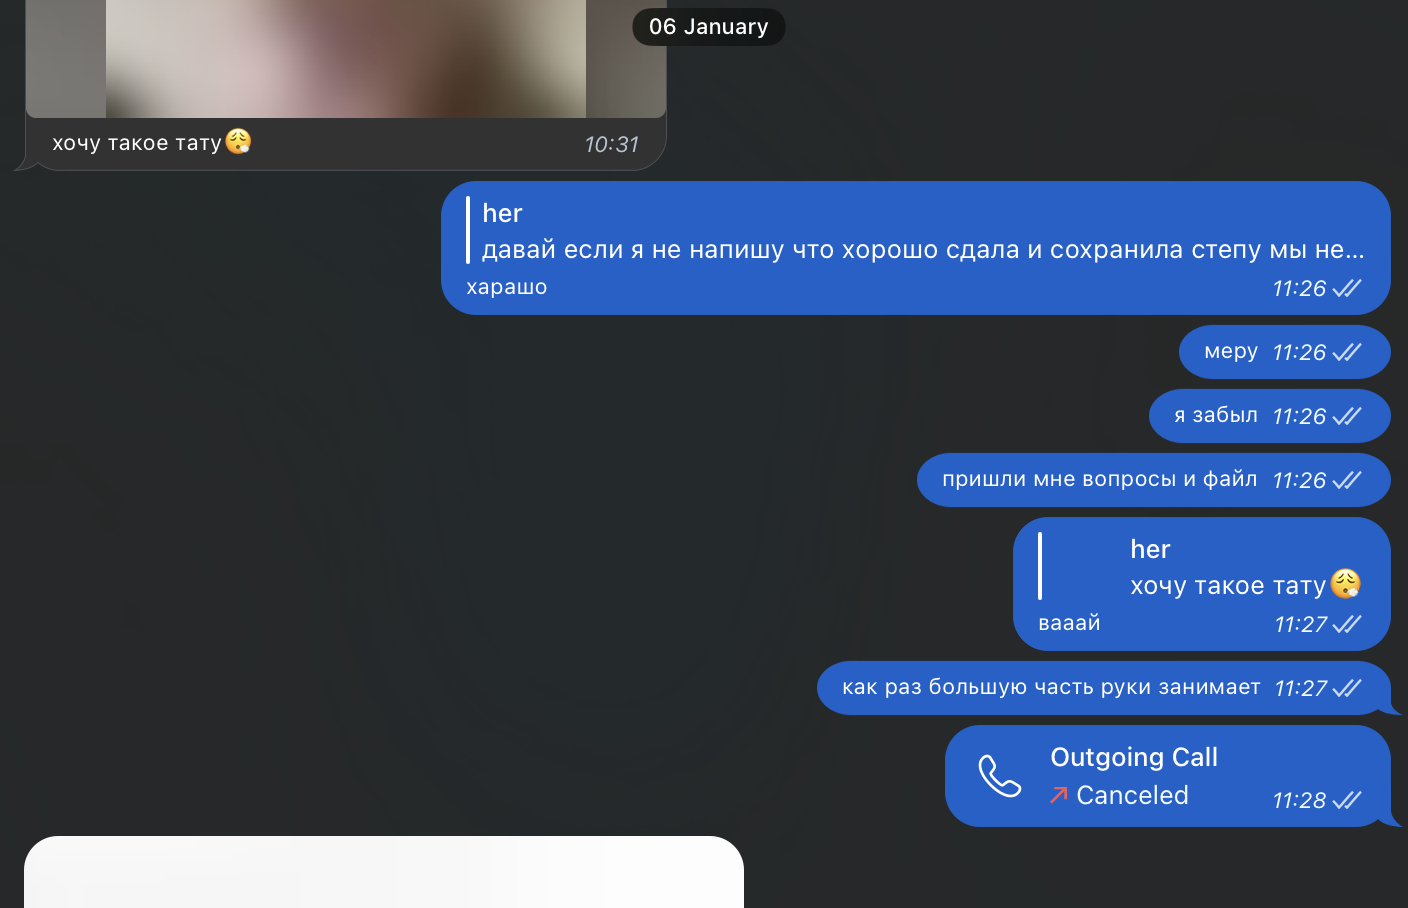 06 January
хочу такое тату😮‍💨
10:31
her
давай если я не напишу что хорошо сдала и сохранила степу мы не...
харашо
11:26
меру 11:26
я забыл 11:26
пришли мне вопросы и файл 11:26
her
хочу такое тату😮‍💨
вааай
11:27
как раз большую часть руки занимает 11:27
Outgoing Call
Canceled
11:28